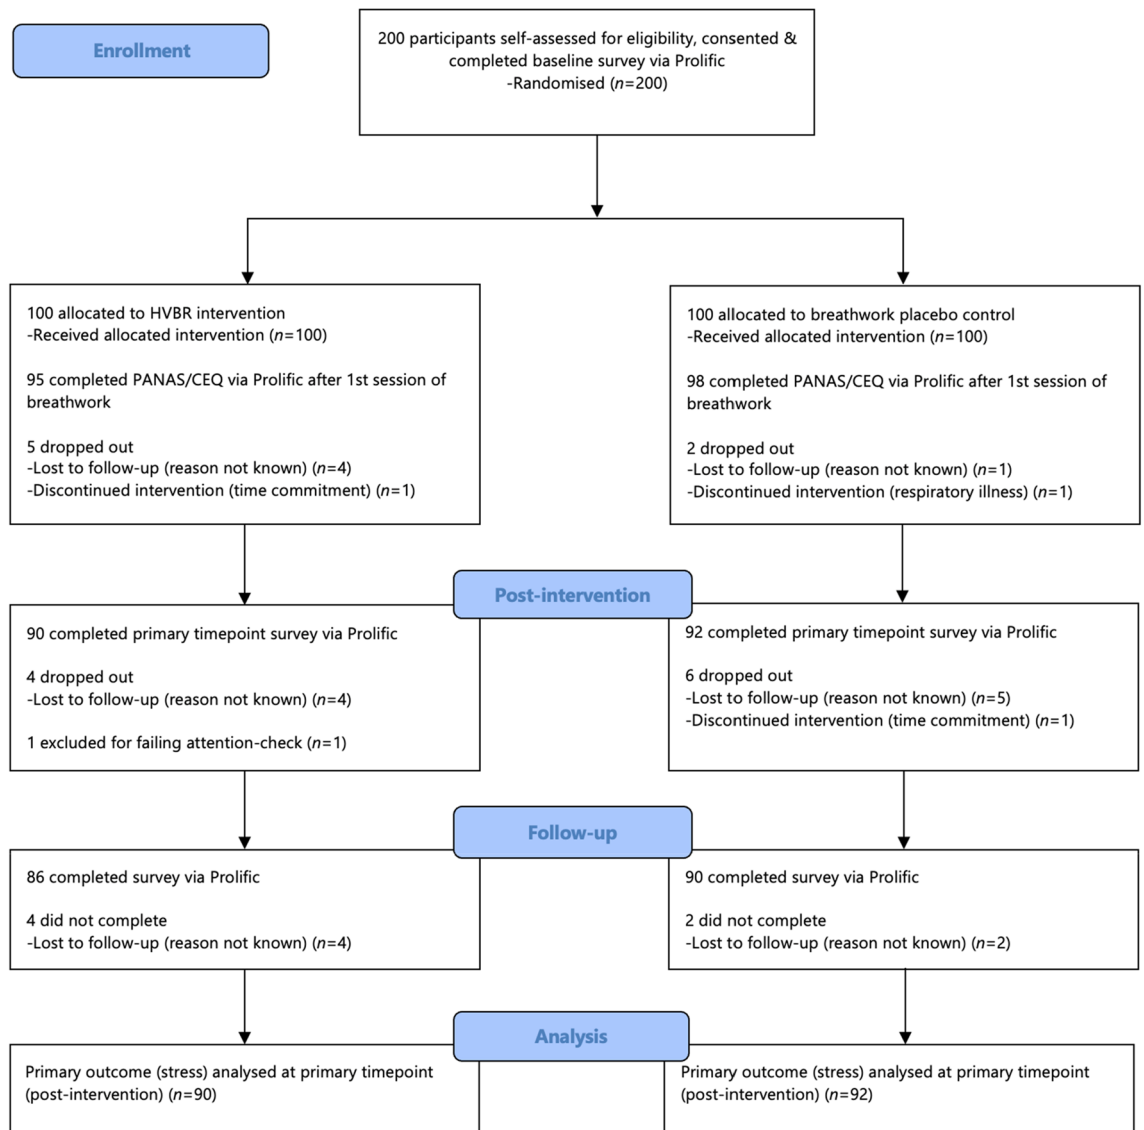 Enrollment
200 participants self-assessed for eligibility, consented &
completed baseline survey via Prolific
-Randomised (n=200)
100 allocated to HVBR intervention
-Received allocated intervention (n=100)
95 completed PANAS/CEQ via Prolific after 1st session of
breathwork
5 dropped out
-Lost to follow-up (reason not known) (n=4)
-Discontinued intervention (time commitment) (n=1)
100 allocated to breathwork placebo control
-Received allocated intervention (n=100)
98 completed PANAS/CEQ via Prolific after 1st session of
breathwork
2 dropped out
-Lost to follow-up (reason not known) (n=1)
-Discontinued intervention (respiratory illness) (n=1)
Post-intervention
90 completed primary timepoint survey via Prolific
4 dropped out
-Lost to follow-up (reason not known) (n=4)
1 excluded for failing attention-check (n=1)
92 completed primary timepoint survey via Prolific
6 dropped out
-Lost to follow-up (reason not known) (n=5)
-Discontinued intervention (time commitment) (n=1)
Follow-up
86 completed survey via Prolific
4 did not complete
-Lost to follow-up (reason not known) (n=4)
90 completed survey via Prolific
2 did not complete
-Lost to follow-up (reason not known) (n=2)
Analysis
Primary outcome (stress) analysed at primary timepoint
(post-intervention) (n=90)
Primary outcome (stress) analysed at primary timepoint
(post-intervention) (n=92)